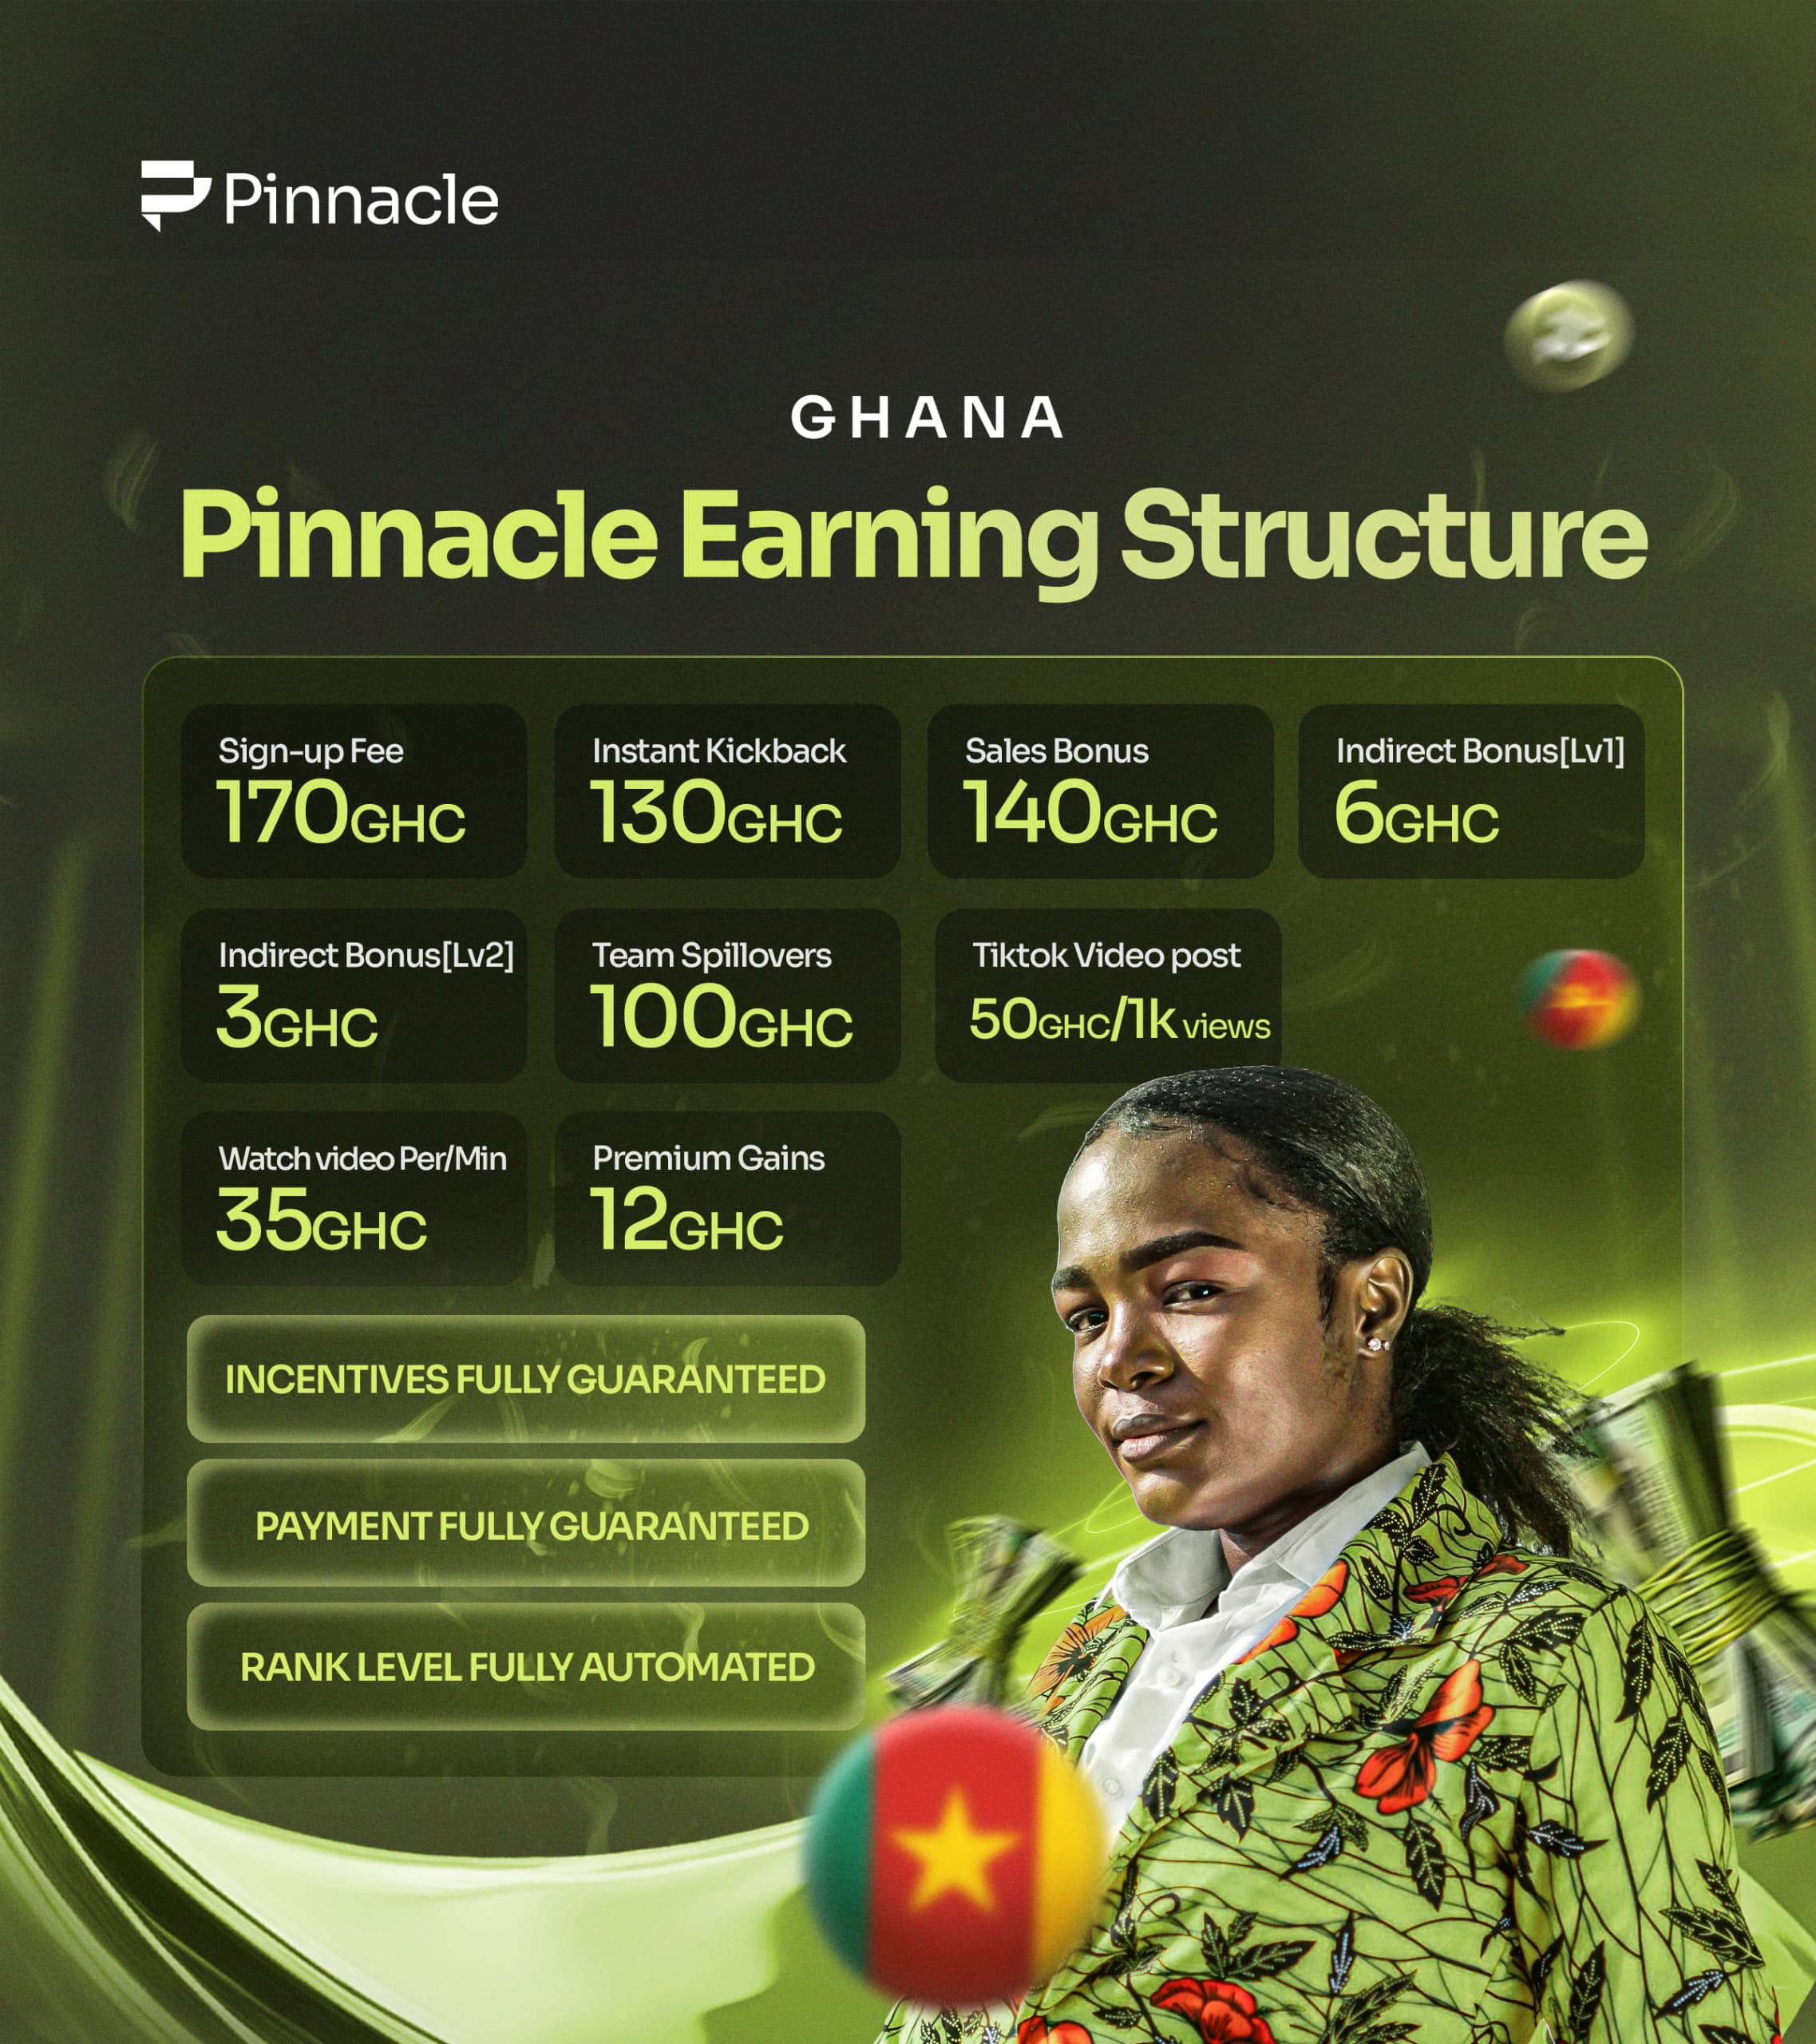 Pinnacle
GHANA
Pinnacle Earning Structure
Sign-up Fee
170GHC
Instant Kickback
130GHC
Sales Bonus
140GHC
Indirect Bonus[Lv1]
6GHC
Indirect Bonus[Lv2]
3GHC
Team Spillovers
100GHC
Tiktok Video post
50GHC/1k views
Watch video Per/Min
35GHC
Premium Gains
12GHC
INCENTIVES FULLY GUARANTEED
PAYMENT FULLY GUARANTEED
RANK LEVEL FULLY AUTOMATED